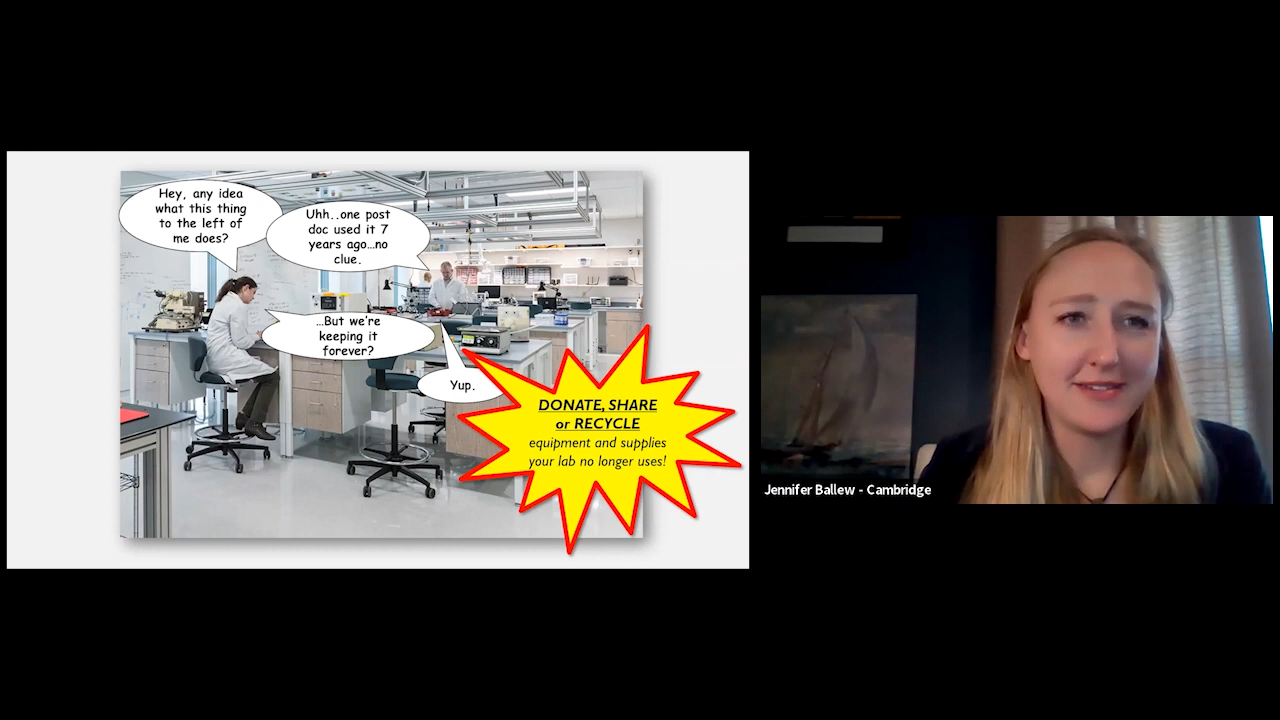 Hey, any idea
what this thing
to the left of
me does?
Uhh..one post
doc used it 7
years ago...no
clue.
...But we're
keeping it
forever?
Yup.
DONATE, SHARE
or RECYCLE
equipment and supplies
your lab no longer uses!
Jennifer Ballew - Cambridge